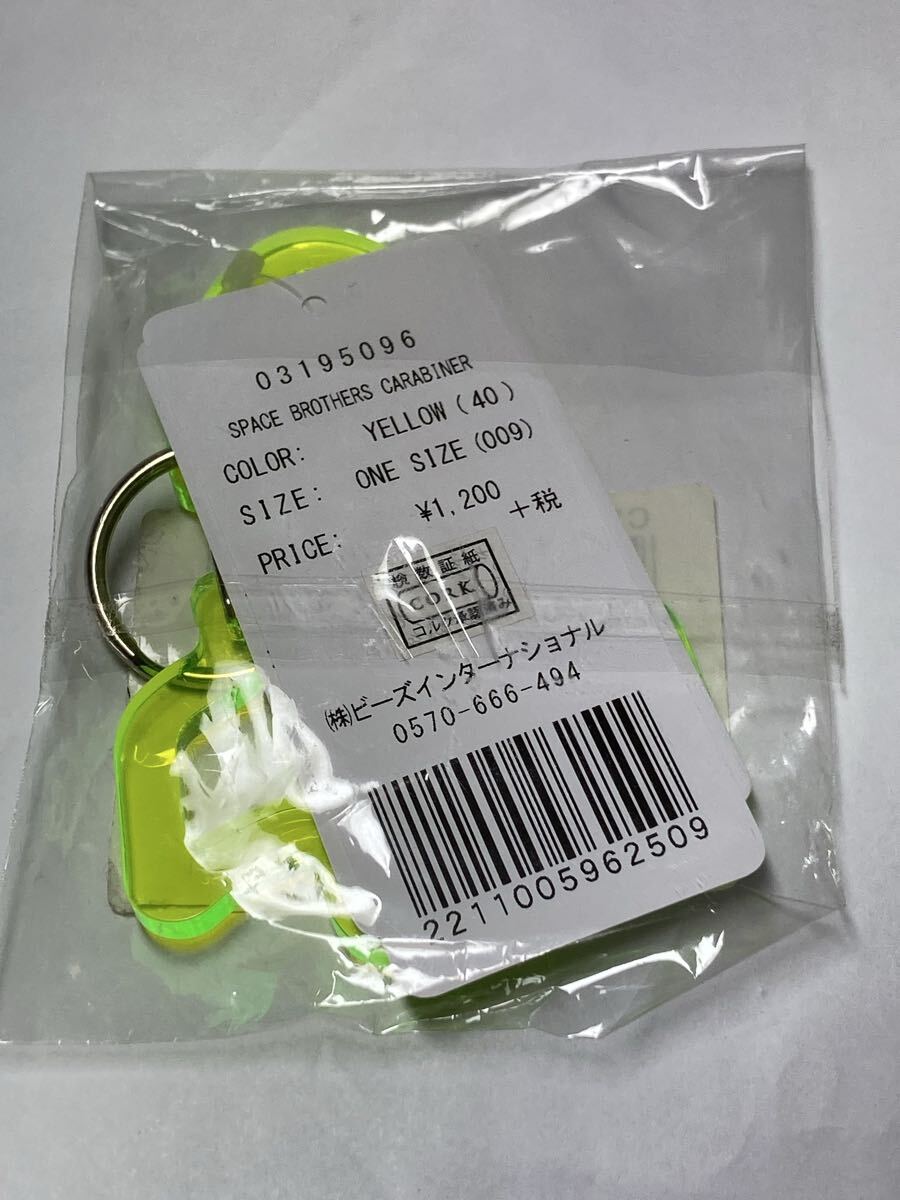 03195096
SPACE BROTHERS CARABINER
COLOR: YELLOW(40)
SIZE: ONE SIZE(009)
PRICE: ¥1,200 +税
検数証紙
CORK
コルク承認済み
㈱ビーズインターナショナル
0570-666-494
2211005962509